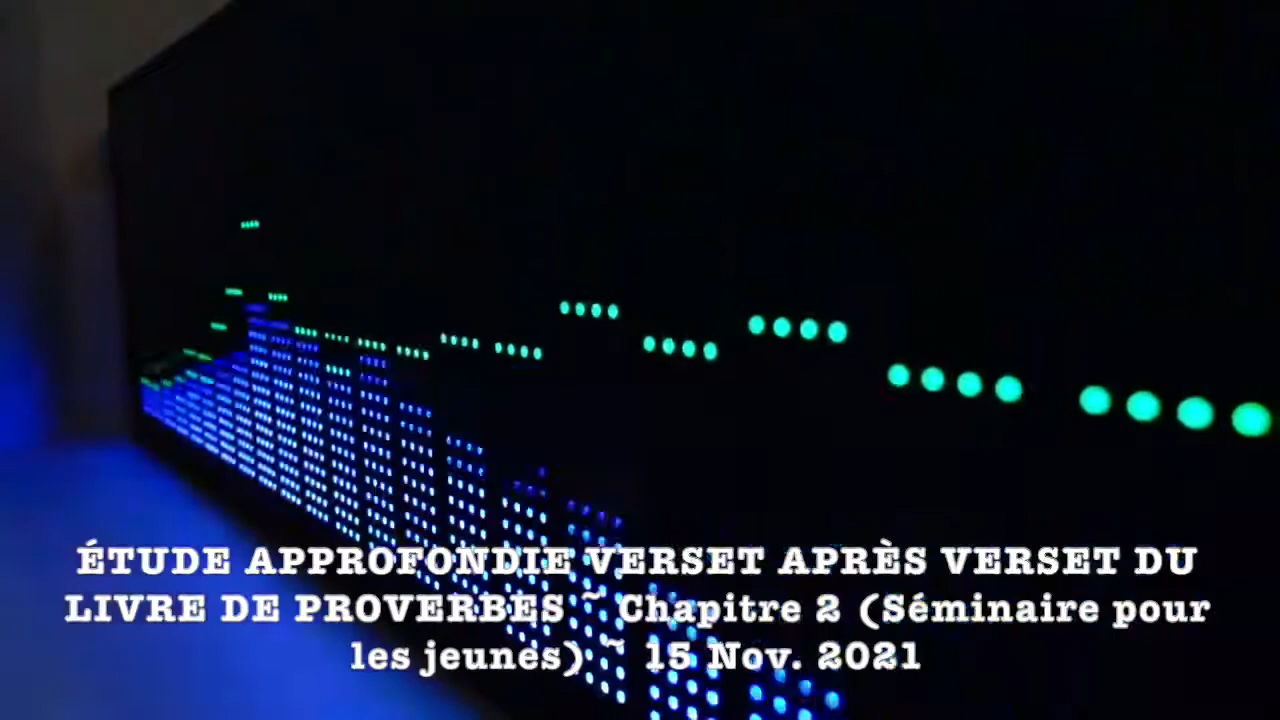 ÉTUDE APPROFONDIE VERSET APRÈS VERSET DU
LIVRE DE PROVERBES ~ Chapitre 2 (Séminaire pour
les jeunes) ~ 15 Nov. 2021